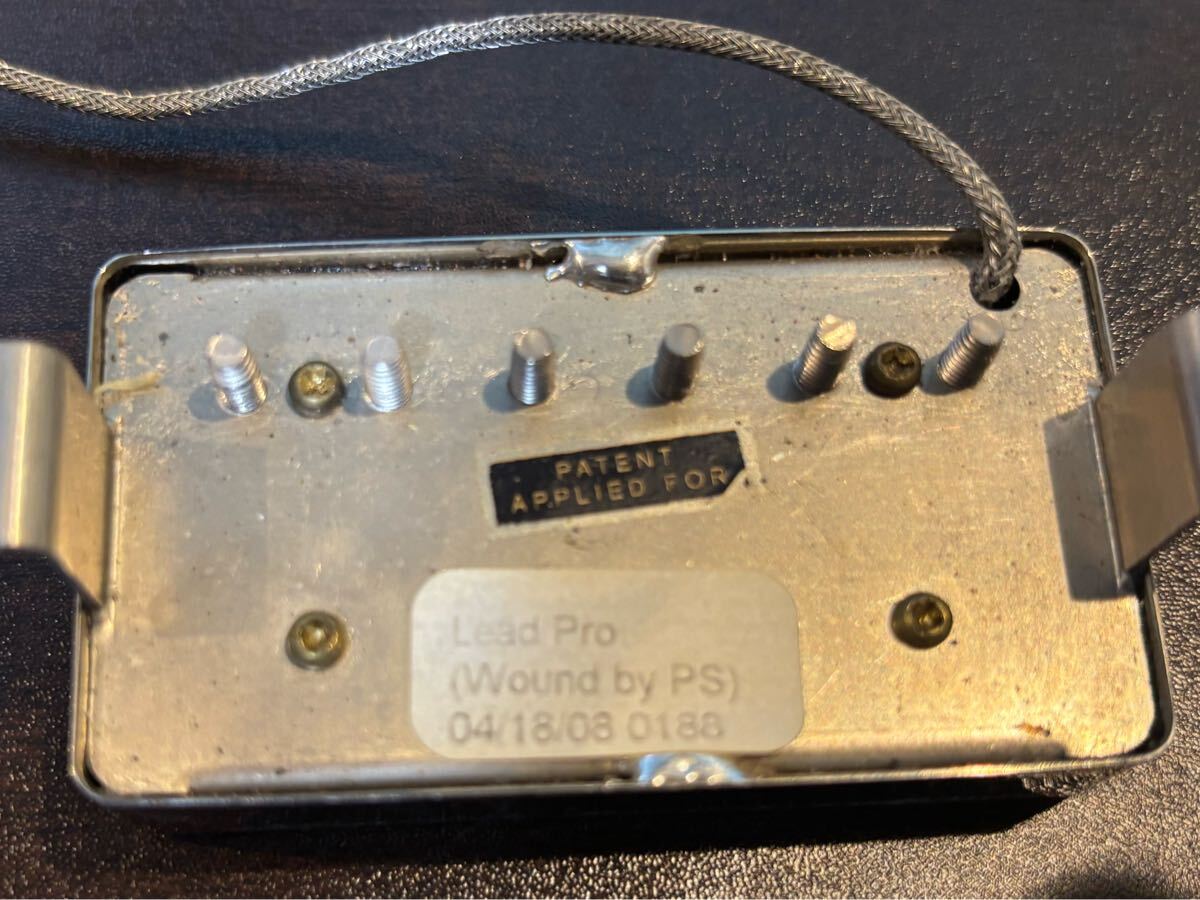 PATENT
APPLIED FOR
Lead Pro
(Wound by PS)
04/18/08 0188